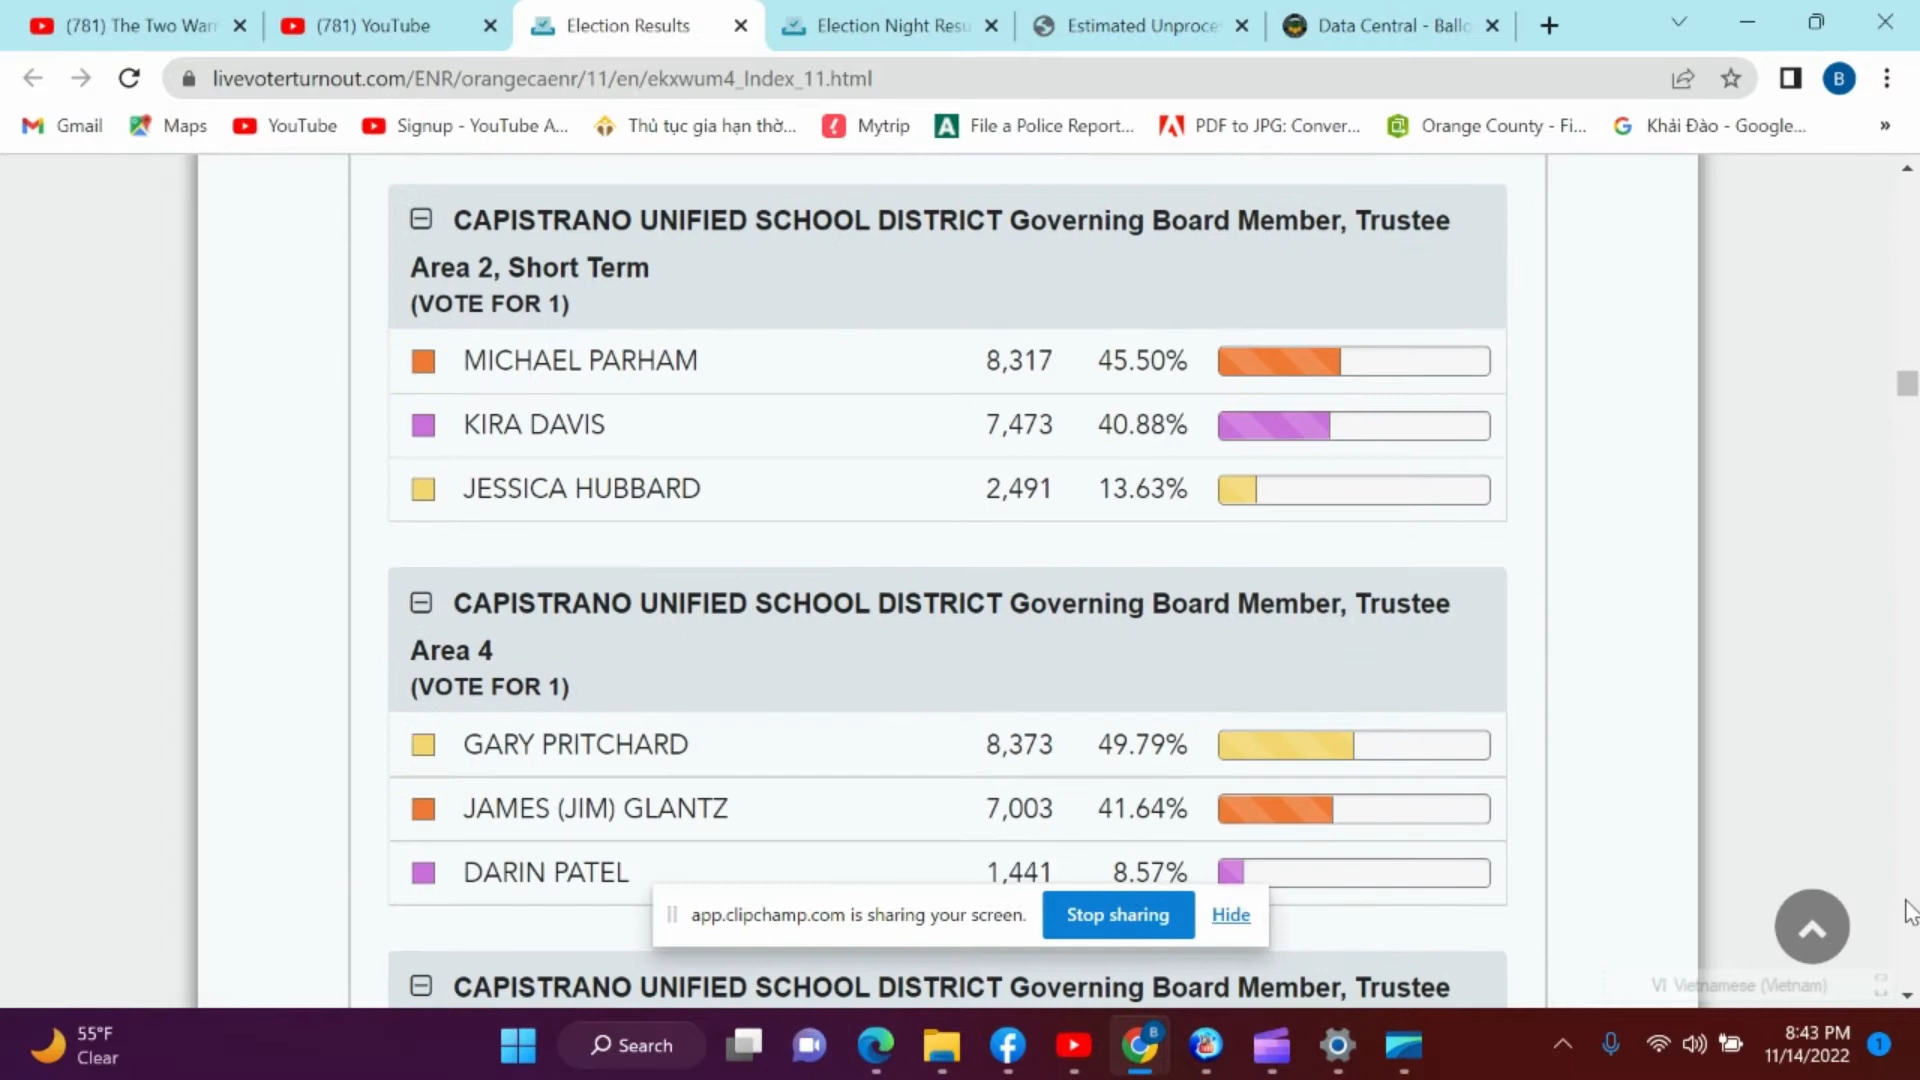 (781) The Two War
(781) YouTube
Election Results
Election Night Resu
Estimated Unproce
Data Central - Ballo
livevoterturnout.com/ENR/orangecaenr/11/en/ekxwum4_Index_11.html
B
Gmail
Maps
YouTube
Signup - YouTube A...
Thủ tục gia hạn thờ...
Mytrip
File a Police Report...
PDF to JPG: Conver...
Orange County - Fi...
Khải Đào - Google...
CAPISTRANO UNIFIED SCHOOL DISTRICT Governing Board Member, Trustee
Area 2, Short Term
(VOTE FOR 1)
MICHAEL PARHAM 8,317 45.50%
KIRA DAVIS 7,473 40.88%
JESSICA HUBBARD 2,491 13.63%
CAPISTRANO UNIFIED SCHOOL DISTRICT Governing Board Member, Trustee
Area 4
(VOTE FOR 1)
GARY PRITCHARD 8,373 49.79%
JAMES (JIM) GLANTZ 7,003 41.64%
DARIN PATEL 1,441 8.57%
app.clipchamp.com is sharing your screen. Stop sharing Hide
CAPISTRANO UNIFIED SCHOOL DISTRICT Governing Board Member, Trustee
VI Vietnamese (Vietnam)
55°F
Clear
Search
B
8:43 PM
11/14/2022
1